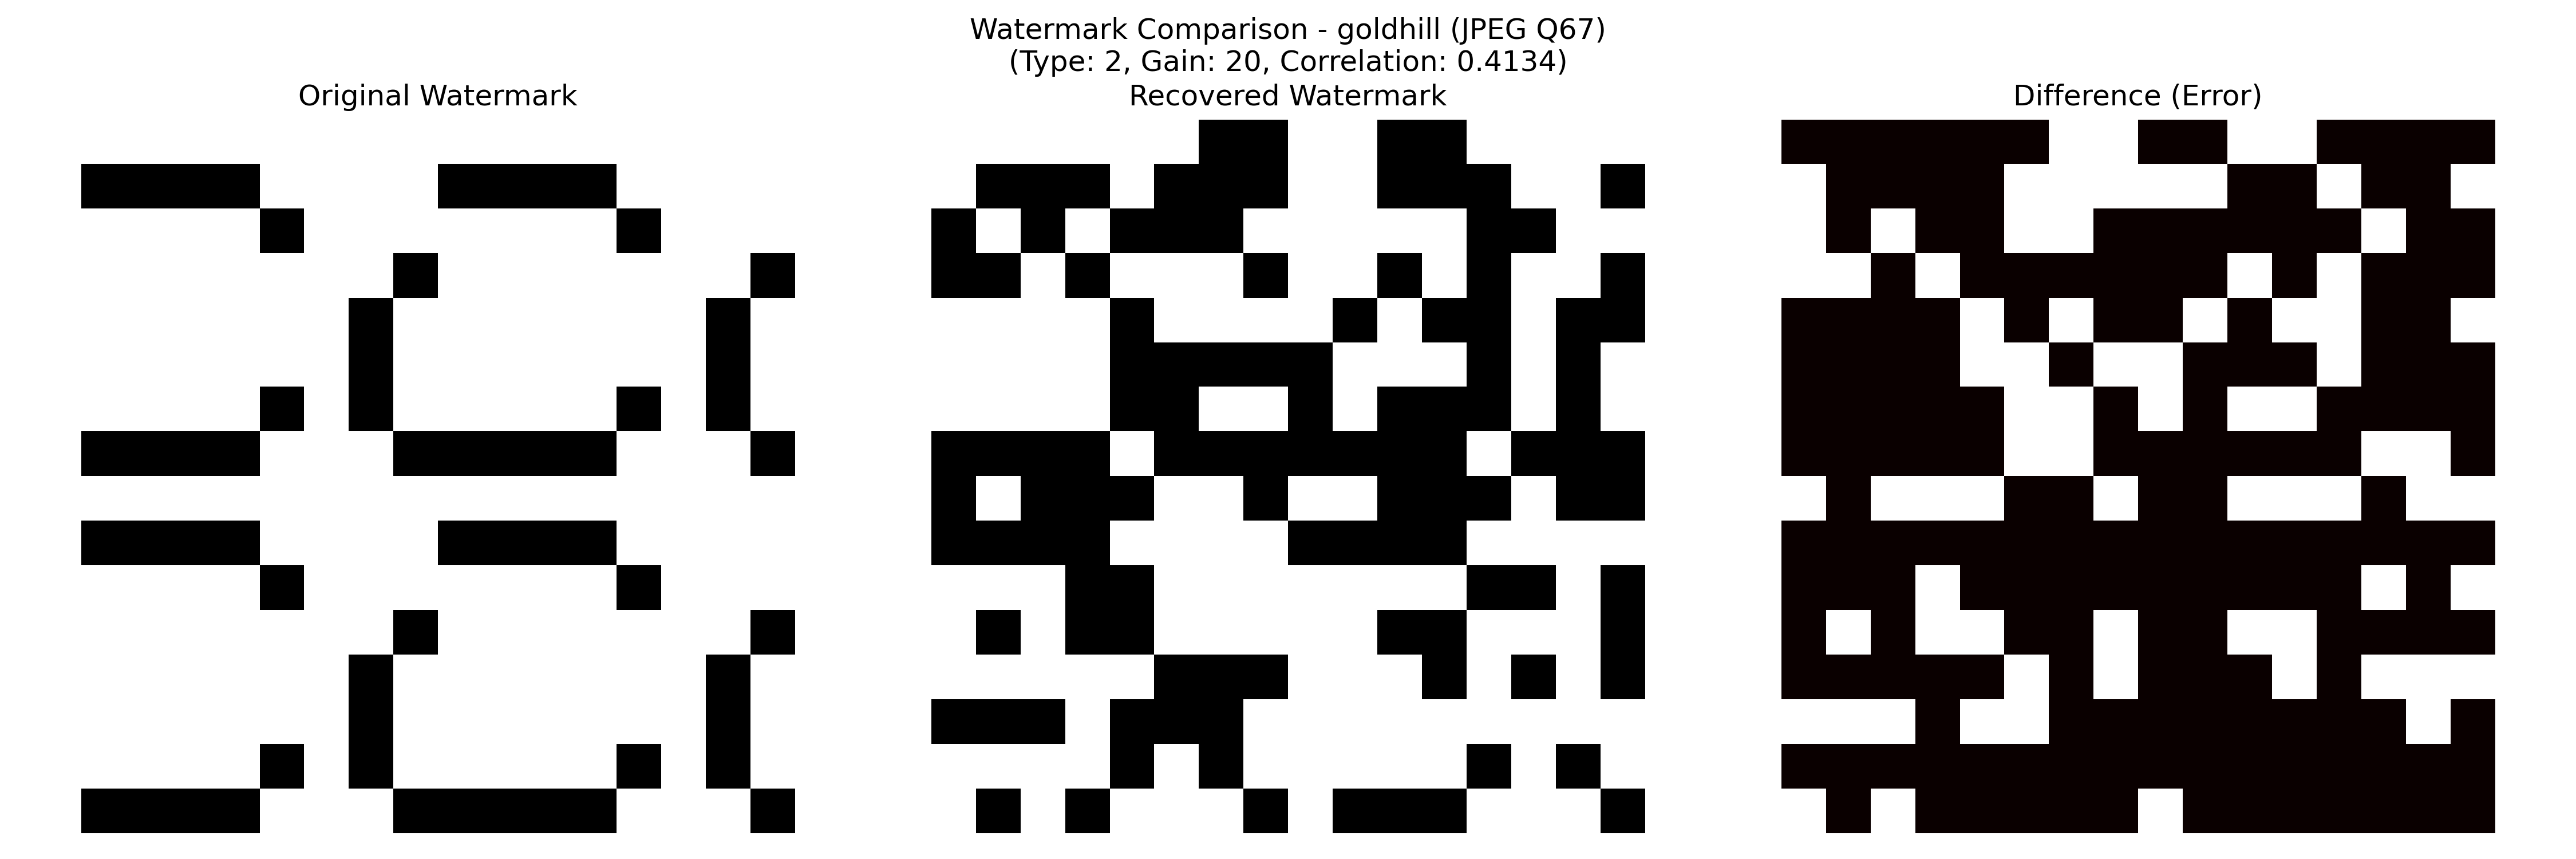 Watermark Comparison - goldhill (JPEG Q67)
(Type: 2, Gain: 20, Correlation: 0.4134)
Original Watermark
Recovered Watermark
Difference (Error)